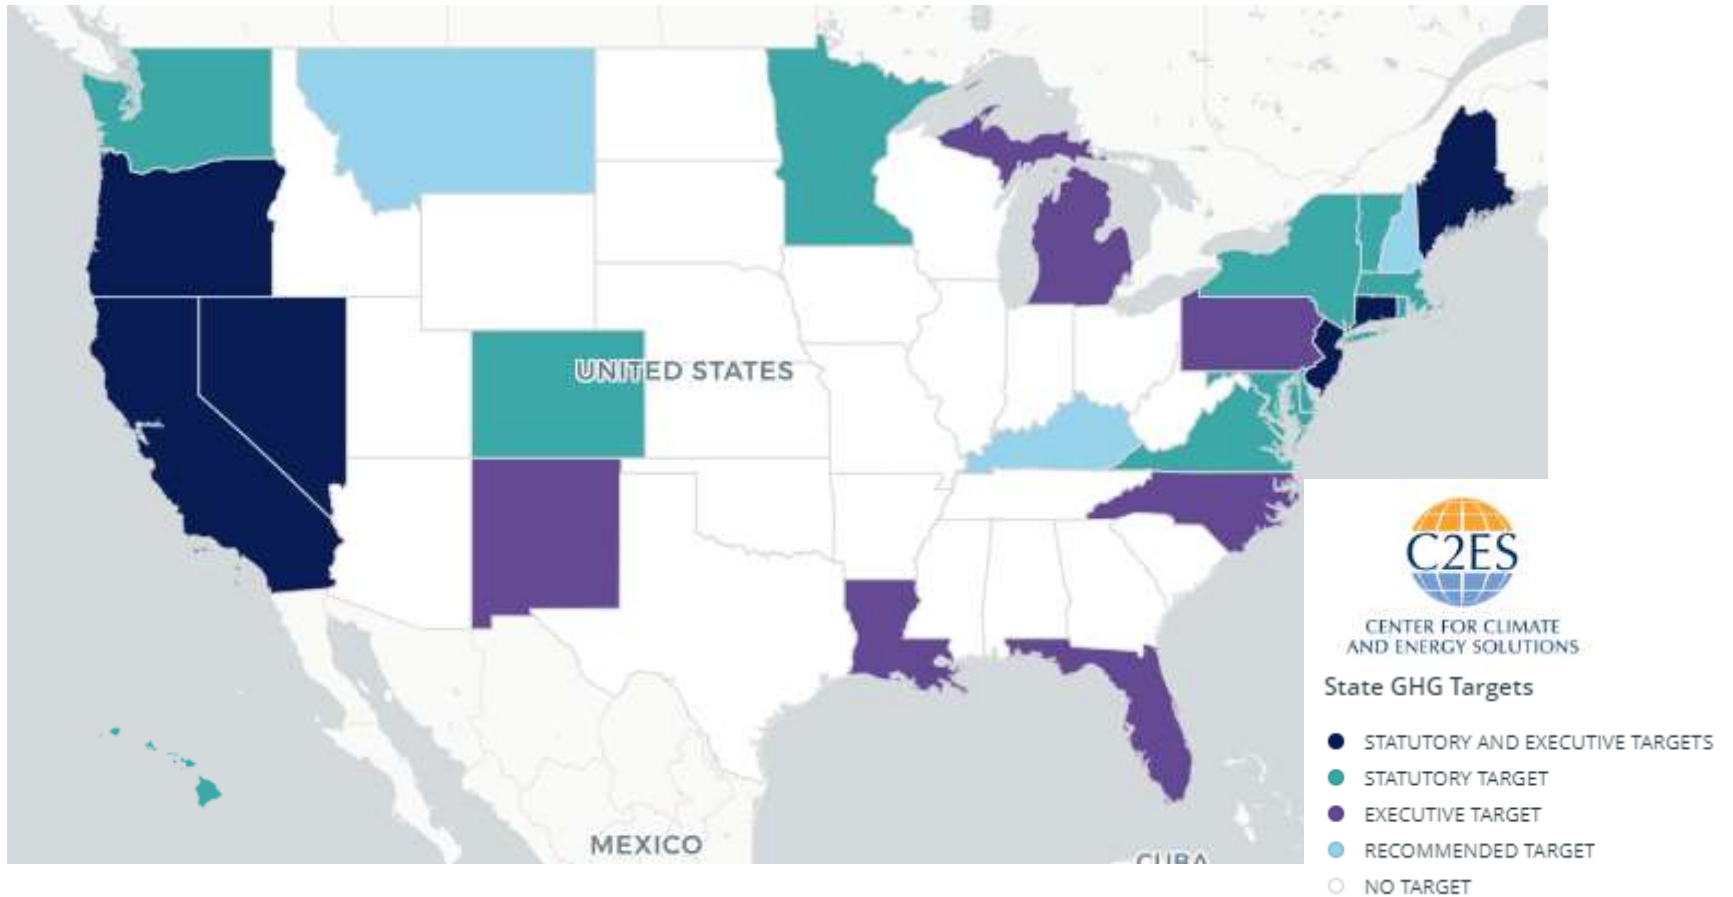 UNITED STATES
MEXICO
CUBA
C2ES
CENTER FOR CLIMATE
AND ENERGY SOLUTIONS
State GHG Targets
STATUTORY AND EXECUTIVE TARGETS
STATUTORY TARGET
EXECUTIVE TARGET
RECOMMENDED TARGET
NO TARGET